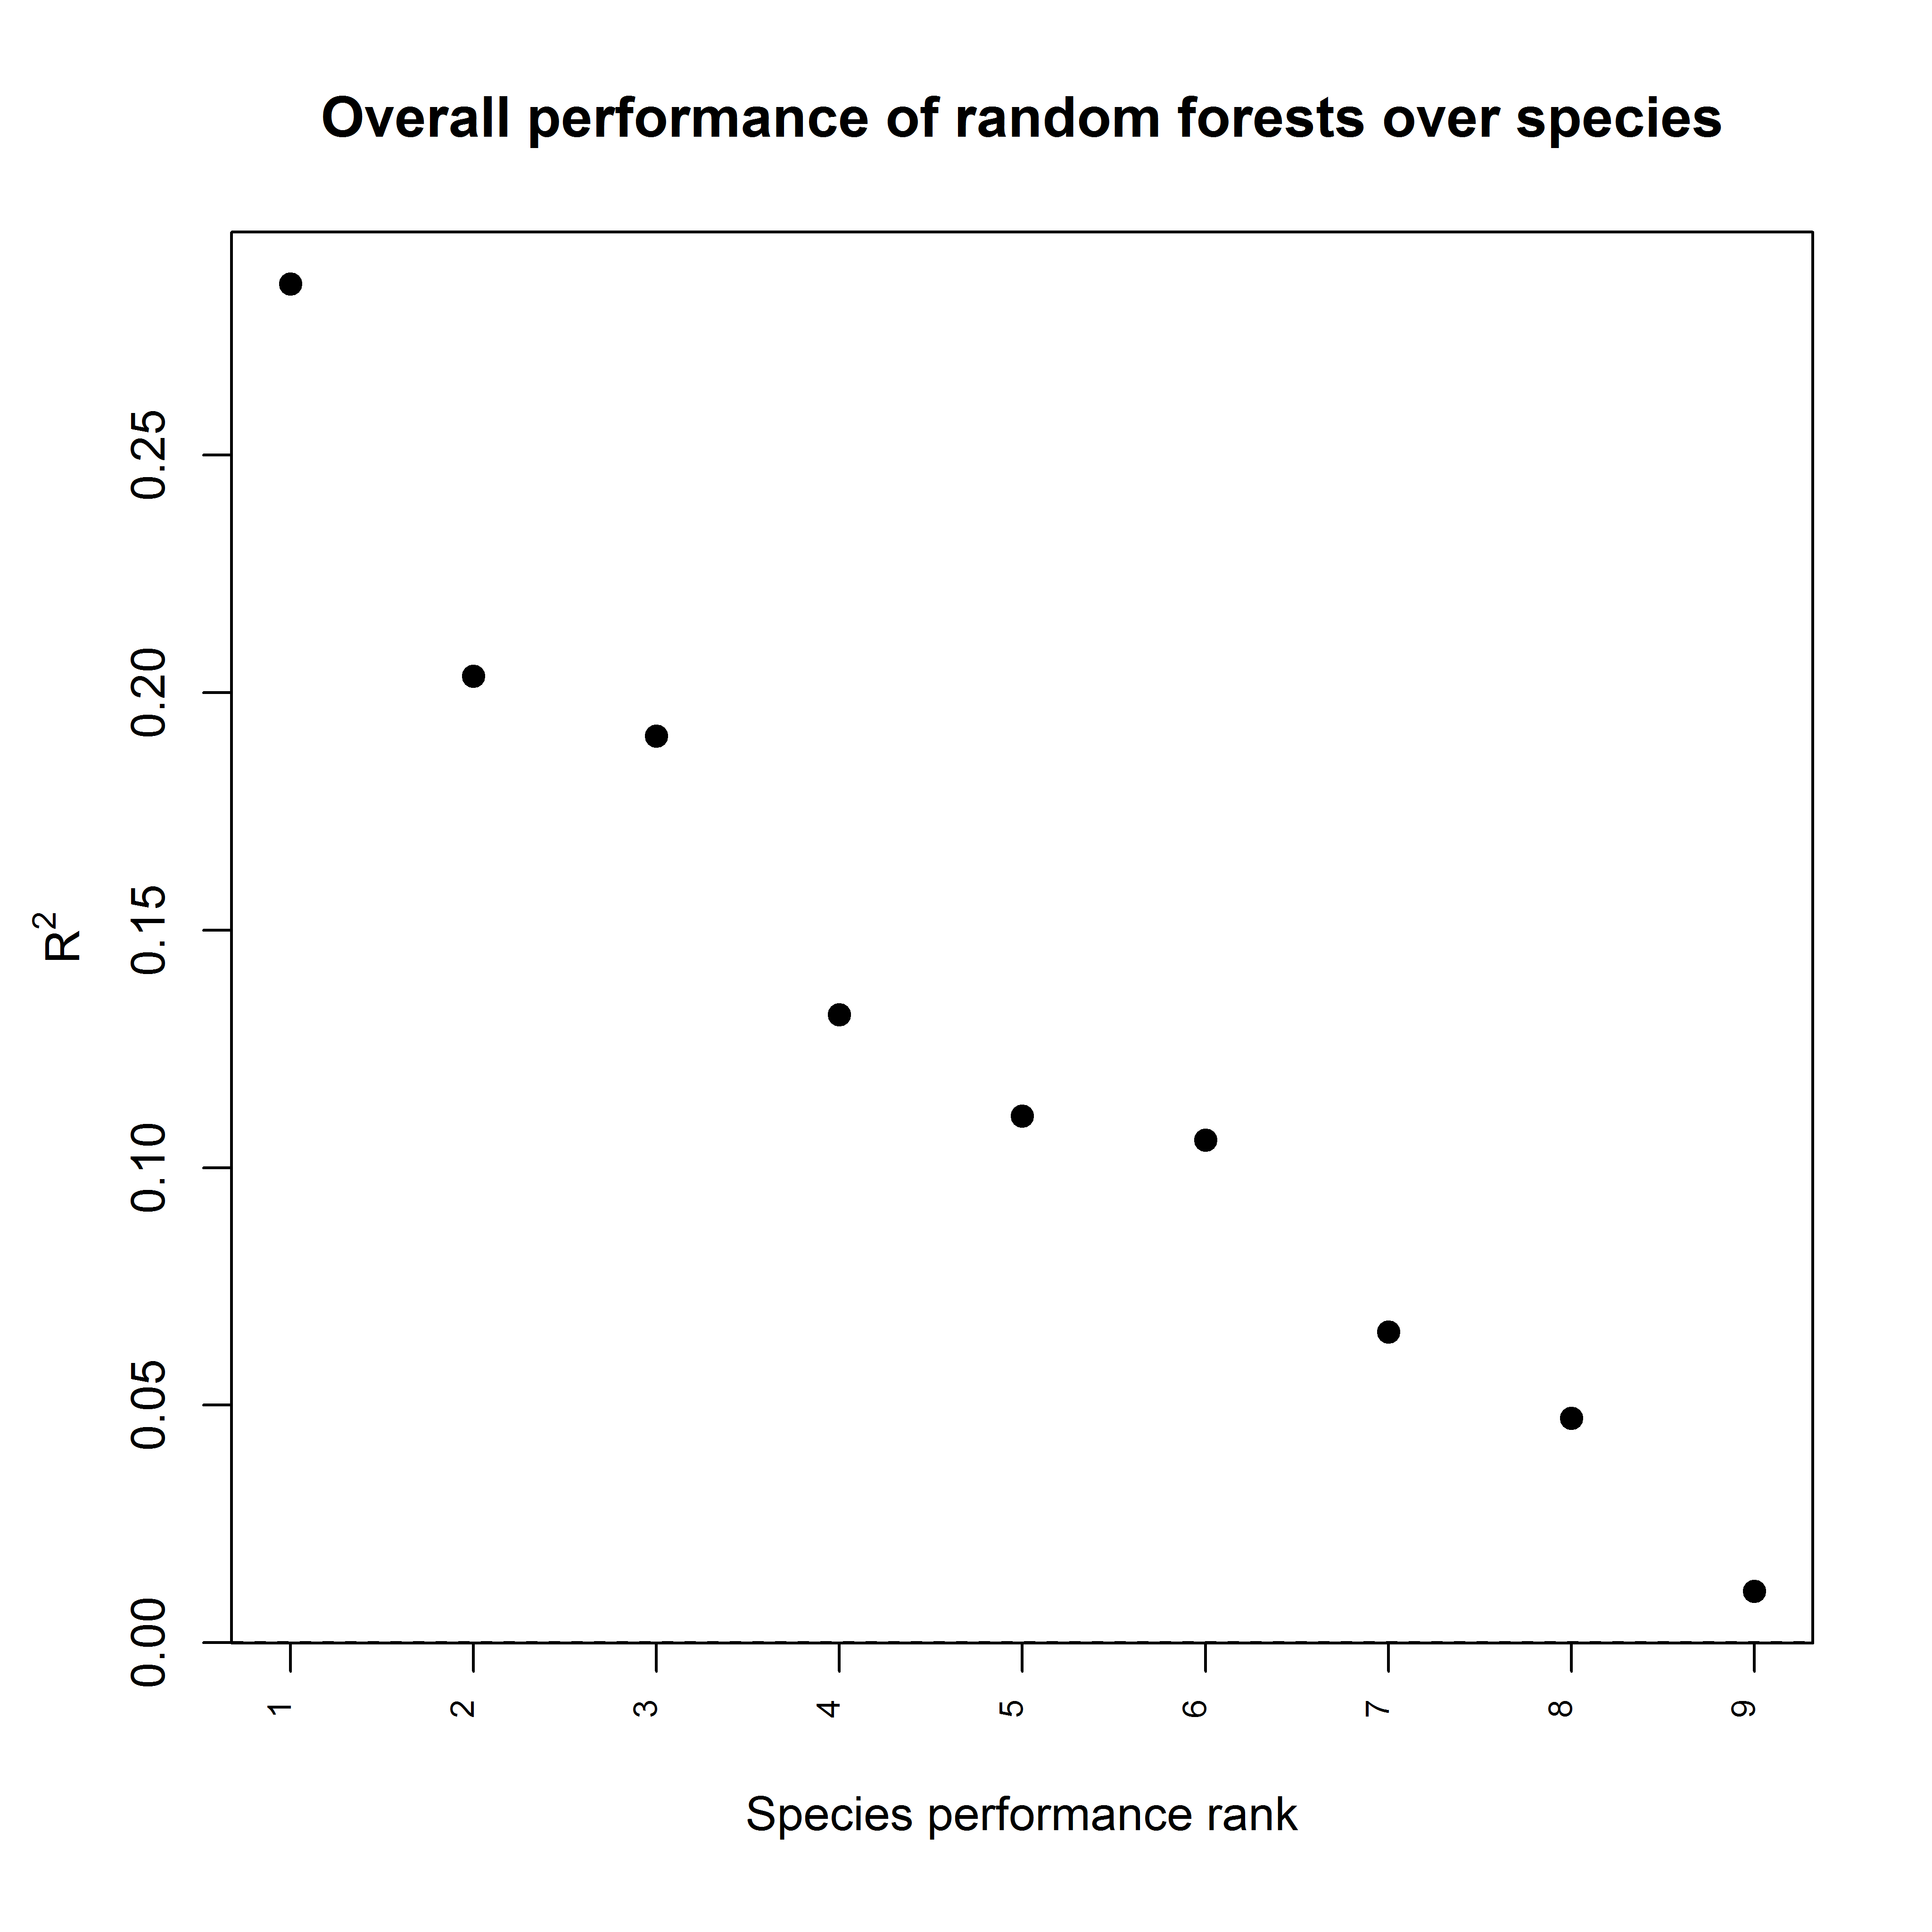 Overall performance of random forests over species
R²
0.25
0.20
0.15
0.10
0.05
0.00
1 2 3 4 5 6 7 8 9
Species performance rank